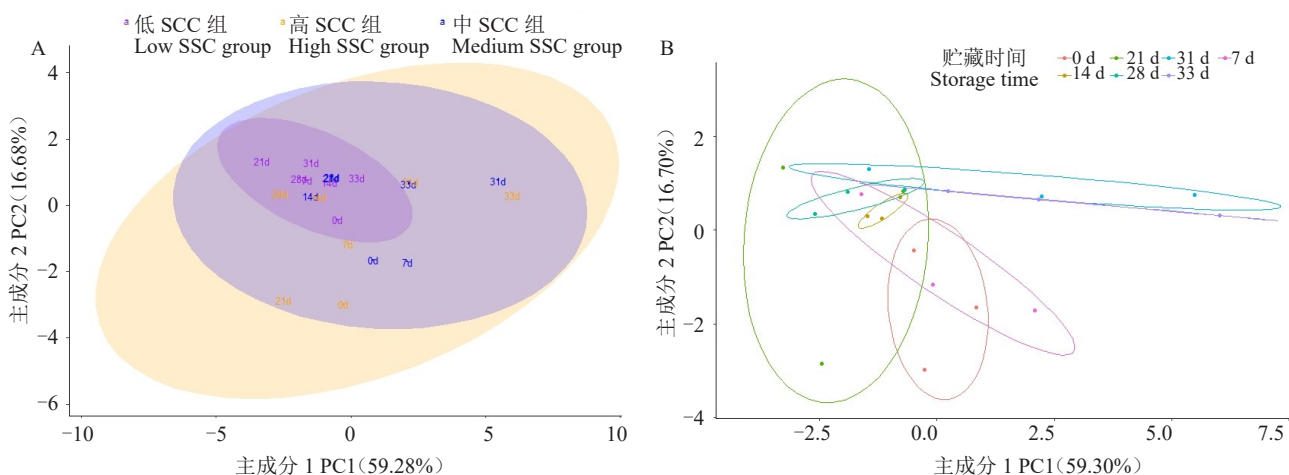 A
a 低 SCC 组 a 高 SCC 组 a 中 SCC 组
Low SSC group High SSC group Medium SSC group
主成分 2 PC2(16.68%)
4
2
0
−2
−4
−6
21d 31d
28d 7d 14d 33d 28d 21d
14d
0d
33d 31d 33d
7d
0d 7d
21d 0d
−10 −5 0 5 10
主成分 1 PC1(59.28%)
B
贮藏时间
Storage time
0 d 21 d 31 d 7 d
14 d 28 d 33 d
主成分 2 PC2(16.70%)
2
0
−2
−4
−2.5 0.0 2.5 5.0 7.5
主成分 1 PC1(59.30%)